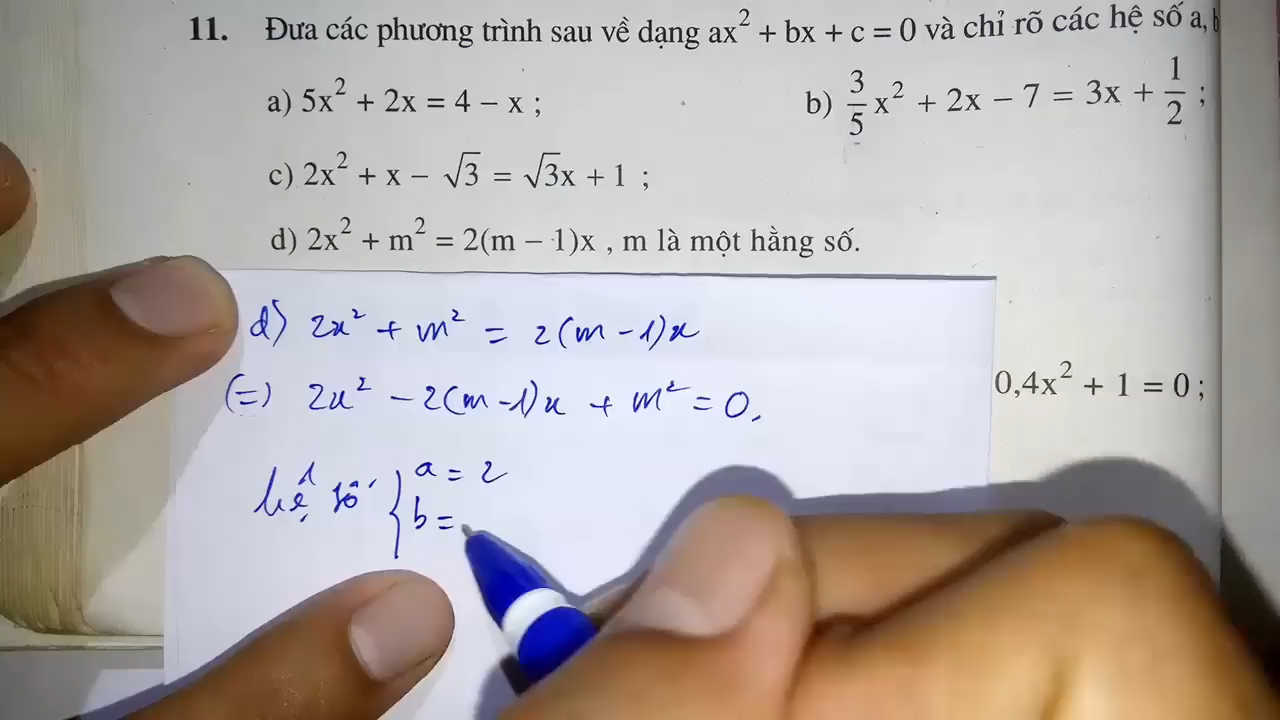 11. Đưa các phương trình sau về dạng ax² + bx + c = 0 và chỉ rõ các hệ số a, b
a) 5x² + 2x = 4 – x ;
b) 3/5 x² + 2x – 7 = 3x + 1/2 ;
c) 2x² + x – √3 = √3x + 1 ;
d) 2x² + m² = 2(m – 1)x , m là một hằng số.
d) 2x² + m² = 2(m – 1)x
(=) 2x² – 2(m – 1)x + m² = 0.
0,4x² + 1 = 0 ;
hệ số { a = 2
b =